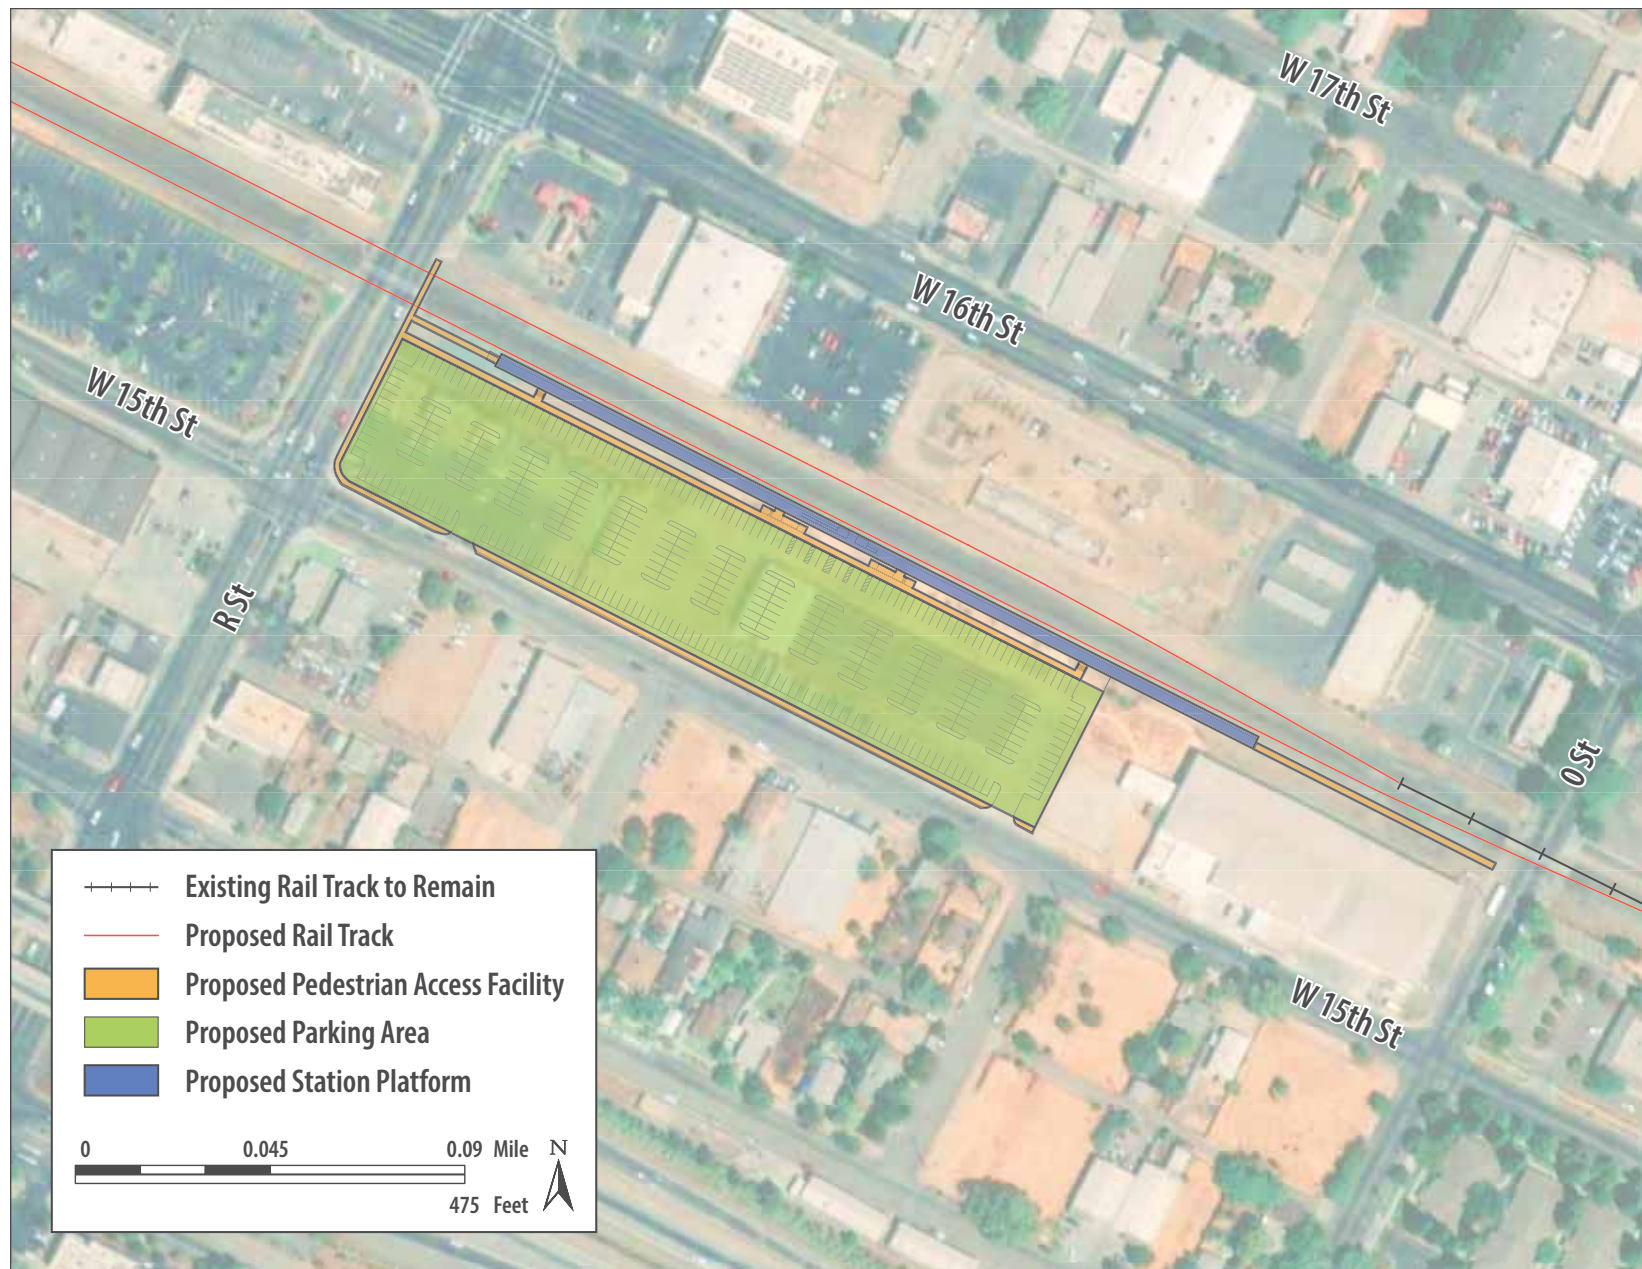 W 17th St
W 16th St
W 15th St
R St
O St
W 15th St
Existing Rail Track to Remain
Proposed Rail Track
Proposed Pedestrian Access Facility
Proposed Parking Area
Proposed Station Platform
0 0.045 0.09 Mile N
475 Feet